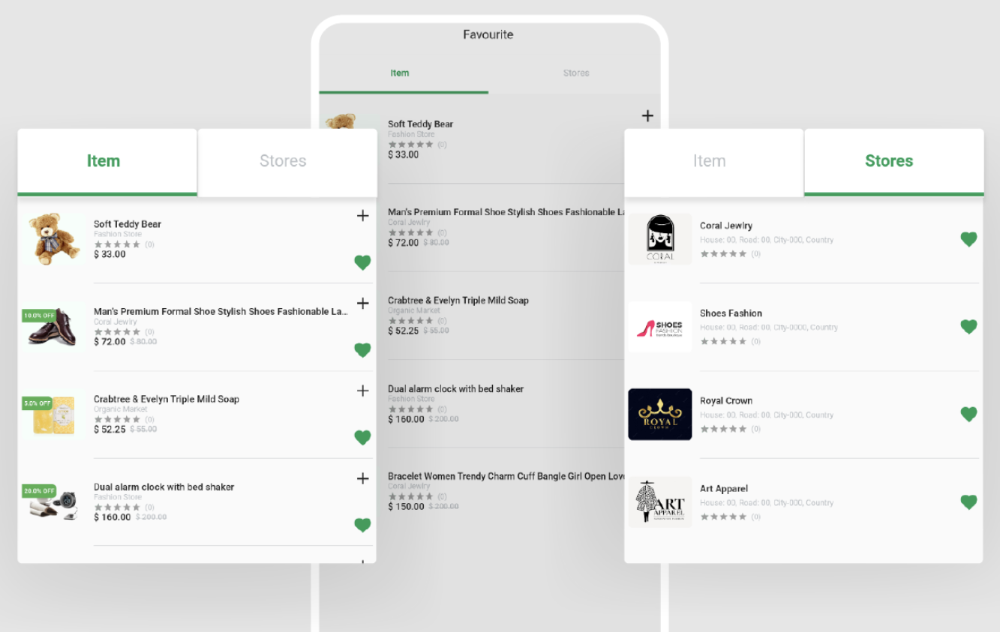 Favourite
Item
Stores
Soft Teddy Bear
Fashion Store
(0)
$ 33.00
Man's Premium Formal Shoe Stylish Shoes Fashionable La
Coral Jewlry
(0)
$ 72.00 $ 80.00
Crabtree & Evelyn Triple Mild Soap
Organic Market
(0)
$ 52.25 $ 55.00
Dual alarm clock with bed shaker
Fashion Store
(0)
$ 160.00 $ 200.00
Bracelet Women Trendy Charm Cuff Bangle Girl Open Love
Coral Jewlry
(0)
$ 150.00 $ 200.00
Item
Stores
Soft Teddy Bear
Fashion Store
(0)
$ 33.00
10.0% OFF
Man's Premium Formal Shoe Stylish Shoes Fashionable La...
Coral Jewlry
(0)
$ 72.00 $ 80.00
5.0% OFF
Crabtree & Evelyn Triple Mild Soap
Organic Market
(0)
$ 52.25 $ 55.00
20.0% OFF
Dual alarm clock with bed shaker
Fashion Store
(0)
$ 160.00 $ 200.00
Item
Stores
CORAL
Coral Jewlry
House: 00, Road: 00, City-000, Country
(0)
SHOES
FASHION
Shoes Fashion
House: 00, Road: 00, City-0000, Country
(0)
ROYAL
CROWN
Royal Crown
House: 00, Road: 00, City-000, Country
(0)
ART
APPAREL
Art Apparel
House: 00, Road: 00, City-000, Country
(0)